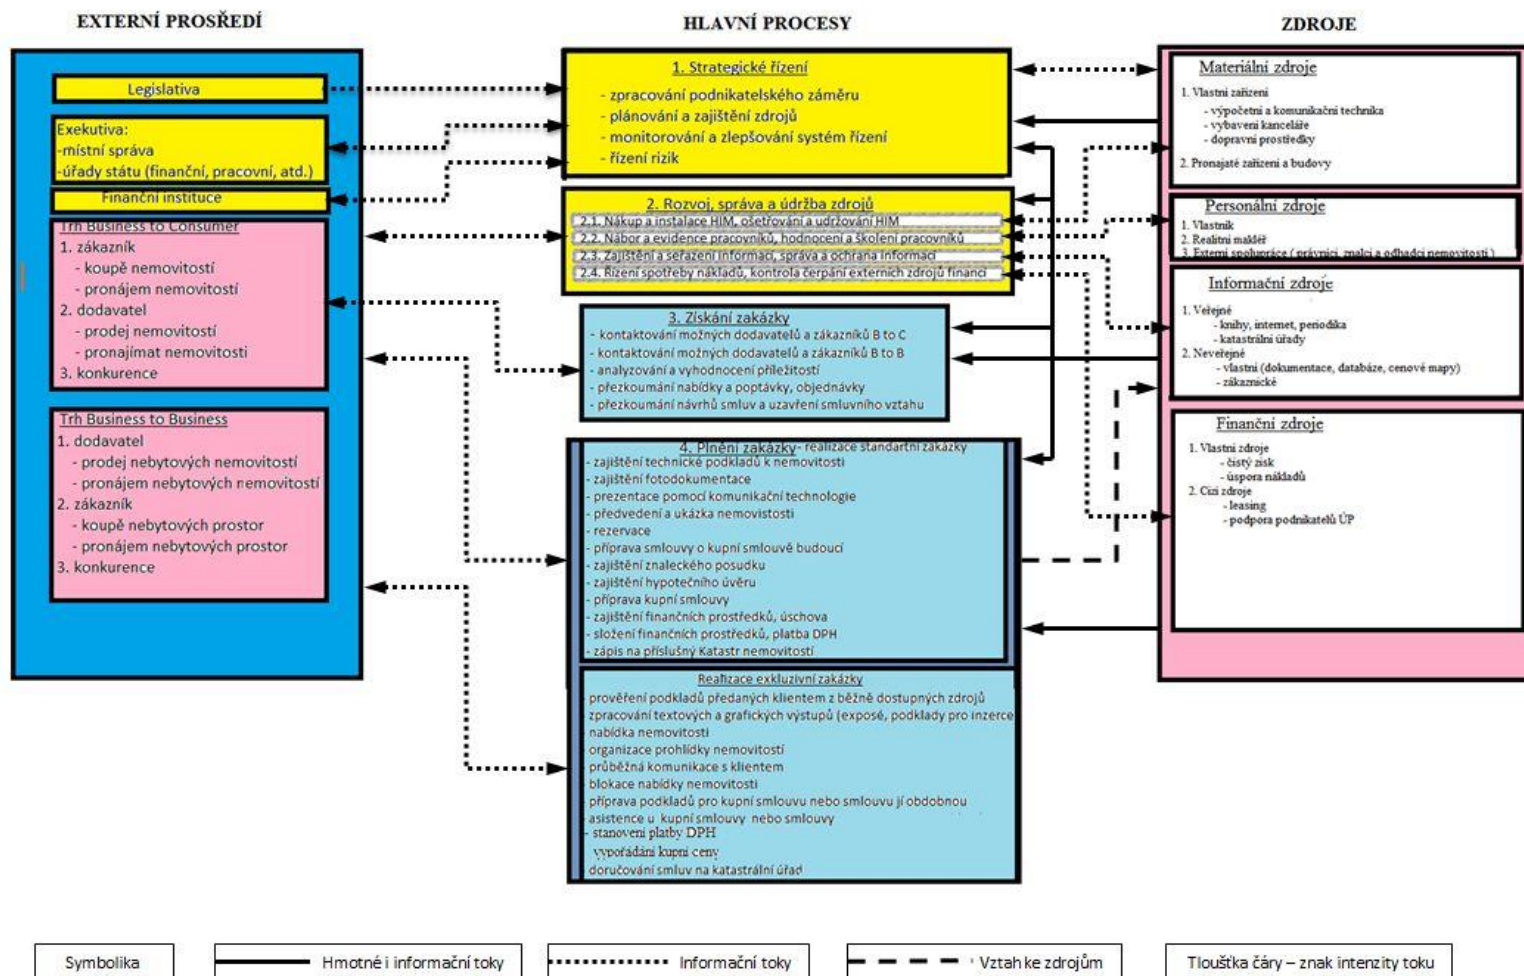 EXTERNÍ PROSŘEDÍ
Legislativa
Exekutiva:
-místní správa
-úřady státu (finanční, pracovní, atd.)
Finanční instituce
Trh Business to Consumer
1. zákazník
- koupě nemovitostí
- pronájem nemovitostí
2. dodavatel
- prodej nemovitostí
- pronajímat nemovitosti
3. konkurence
Trh Business to Business
1. dodavatel
- prodej nebytových nemovitostí
- pronájem nebytových nemovitostí
2. zákazník
- koupě nebytových prostor
- pronájem nebytových prostor
3. konkurence
HLAVNÍ PROCESY
1. Strategické řízení
- zpracování podnikatelského záměru
- plánování a zajištění zdrojů
- monitorování a zlepšování systém řízení
- řízení rizik
2. Rozvoj, správa a údržba zdrojů
2.1. Nákup a instalace HIM, ošetřování a udržování HIM
2.2. Nábor a evidence pracovníků, hodnocení a školení pracovníků
2.3. Zajištění a seřazení informací, správa a ochrana informací
2.4. Řízení spotřeby nákladů, kontrola čerpání externích zdrojů financí
3. Získání zakázky
- kontaktování možných dodavatelů a zákazníků B to C
- kontaktování možných dodavatelů a zákazníků B to B
- analyzování a vyhodnocení příležitostí
- přezkoumání nabídky a poptávky, objednávky
- přezkoumání návrhů smluv a uzavření smluvního vztahu
4. Plnění zakázky - realizace standartní zakázky
- zajištění technické podkladů k nemovitosti
- zajištění fotodokumentace
- prezentace pomocí komunikační technologie
- předvedení a ukázka nemovistosti
- rezervace
- příprava smlouvy o kupní smlouvě budoucí
- zajištění znaleckého posudku
- zajištění hypotečního úvěru
- příprava kupní smlouvy
- zajištění finančních prostředků, úschova
- složení finančních prostředků, platba DPH
- zápis na příslušný Katastr nemovitostí
Realizace exkluzivní zakázky
- prověření podkladů předaných klientem z běžně dostupných zdrojů
zpracování textových a grafických výstupů (exposé, podklady pro inzerce
nabídka nemovitosti
organizace prohlídky nemovitostí
průběžná komunikace s klientem
blokace nabídky nemovitosti
příprava podkladů pro kupní smlouvu nebo smlouvu jí obdobnou
asistence u kupní smlouvy nebo smlouvy
- stanovení platby DPH
vypořádání kupní ceny
doručování smluv na katastrální úřad
ZDROJE
Materiální zdroje
1. Vlastní zařízení
- výpočetní a komunikační technika
- vybavení kanceláře
- dopravní prostředky
2. Pronajaté zařízení a budovy
Personální zdroje
1. Vlastník
2. Realitní makléř
3. Externí spolupráce ( právníci, znalci a odhadci nemovitostí )
Informační zdroje
1. Veřejné
- knihy, internet, periodika
- katastrální úřady
2. Neveřejné
- vlastní (dokumentace, databáze, cenové mapy)
- zákaznické
Finanční zdroje
1. Vlastní zdroje
- čistý zisk
- úspora nákladů
2. Cizí zdroje
- leasing
- podpora podnikatelů ÚP
Symbolika
Hmotné i informační toky
Informační toky
Vztah ke zdrojům
Tloušťka čáry – znak intenzity toku